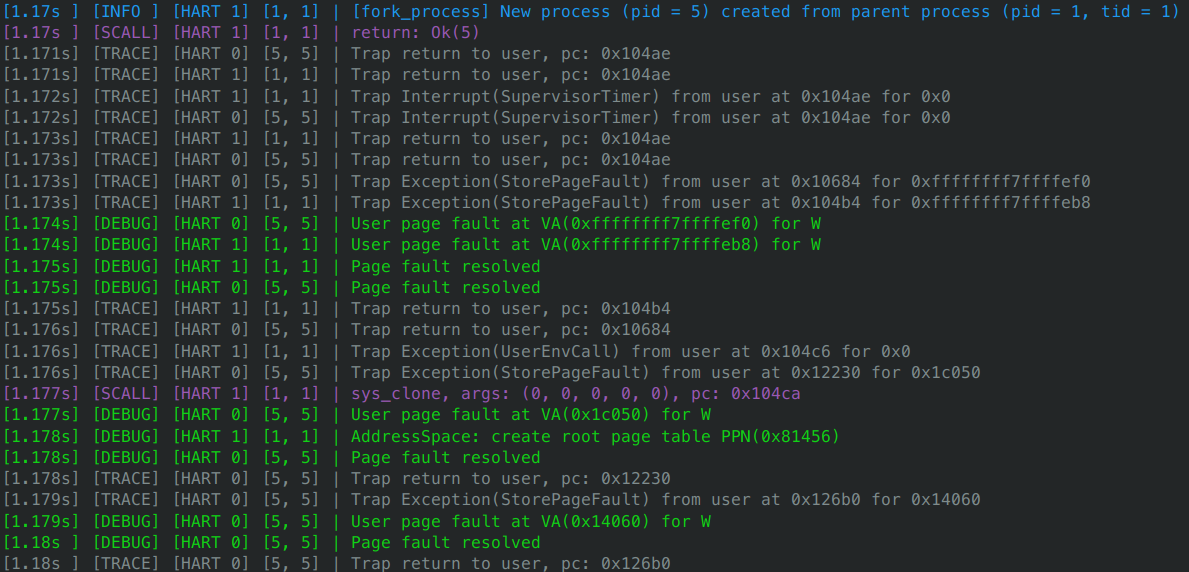 [1.17s ] [INFO ] [HART 1] [1, 1] | [fork_process] New process (pid = 5) created from parent process (pid = 1, tid = 1)
[1.17s ] [SCALL] [HART 1] [1, 1] | return: Ok(5)
[1.171s] [TRACE] [HART 0] [5, 5] | Trap return to user, pc: 0x104ae
[1.171s] [TRACE] [HART 1] [1, 1] | Trap return to user, pc: 0x104ae
[1.172s] [TRACE] [HART 1] [1, 1] | Trap Interrupt(SupervisorTimer) from user at 0x104ae for 0x0
[1.172s] [TRACE] [HART 0] [5, 5] | Trap Interrupt(SupervisorTimer) from user at 0x104ae for 0x0
[1.173s] [TRACE] [HART 1] [1, 1] | Trap return to user, pc: 0x104ae
[1.173s] [TRACE] [HART 0] [5, 5] | Trap return to user, pc: 0x104ae
[1.173s] [TRACE] [HART 0] [5, 5] | Trap Exception(StorePageFault) from user at 0x10684 for 0xffffffff7ffffef0
[1.173s] [TRACE] [HART 1] [1, 1] | Trap Exception(StorePageFault) from user at 0x104b4 for 0xffffffff7ffffeb8
[1.174s] [DEBUG] [HART 0] [5, 5] | User page fault at VA(0xffffffff7ffffef0) for W
[1.174s] [DEBUG] [HART 1] [1, 1] | User page fault at VA(0xffffffff7ffffeb8) for W
[1.175s] [DEBUG] [HART 1] [1, 1] | Page fault resolved
[1.175s] [DEBUG] [HART 0] [5, 5] | Page fault resolved
[1.175s] [TRACE] [HART 1] [1, 1] | Trap return to user, pc: 0x104b4
[1.176s] [TRACE] [HART 0] [5, 5] | Trap return to user, pc: 0x10684
[1.176s] [TRACE] [HART 1] [1, 1] | Trap Exception(UserEnvCall) from user at 0x104c6 for 0x0
[1.176s] [TRACE] [HART 0] [5, 5] | Trap Exception(StorePageFault) from user at 0x12230 for 0x1c050
[1.177s] [SCALL] [HART 1] [1, 1] | sys_clone, args: (0, 0, 0, 0, 0), pc: 0x104ca
[1.177s] [DEBUG] [HART 0] [5, 5] | User page fault at VA(0x1c050) for W
[1.178s] [DEBUG] [HART 1] [1, 1] | AddressSpace: create root page table PPN(0x81456)
[1.178s] [DEBUG] [HART 0] [5, 5] | Page fault resolved
[1.178s] [TRACE] [HART 0] [5, 5] | Trap return to user, pc: 0x12230
[1.179s] [TRACE] [HART 0] [5, 5] | Trap Exception(StorePageFault) from user at 0x126b0 for 0x14060
[1.179s] [DEBUG] [HART 0] [5, 5] | User page fault at VA(0x14060) for W
[1.18s ] [DEBUG] [HART 0] [5, 5] | Page fault resolved
[1.18s ] [TRACE] [HART 0] [5, 5] | Trap return to user, pc: 0x126b0